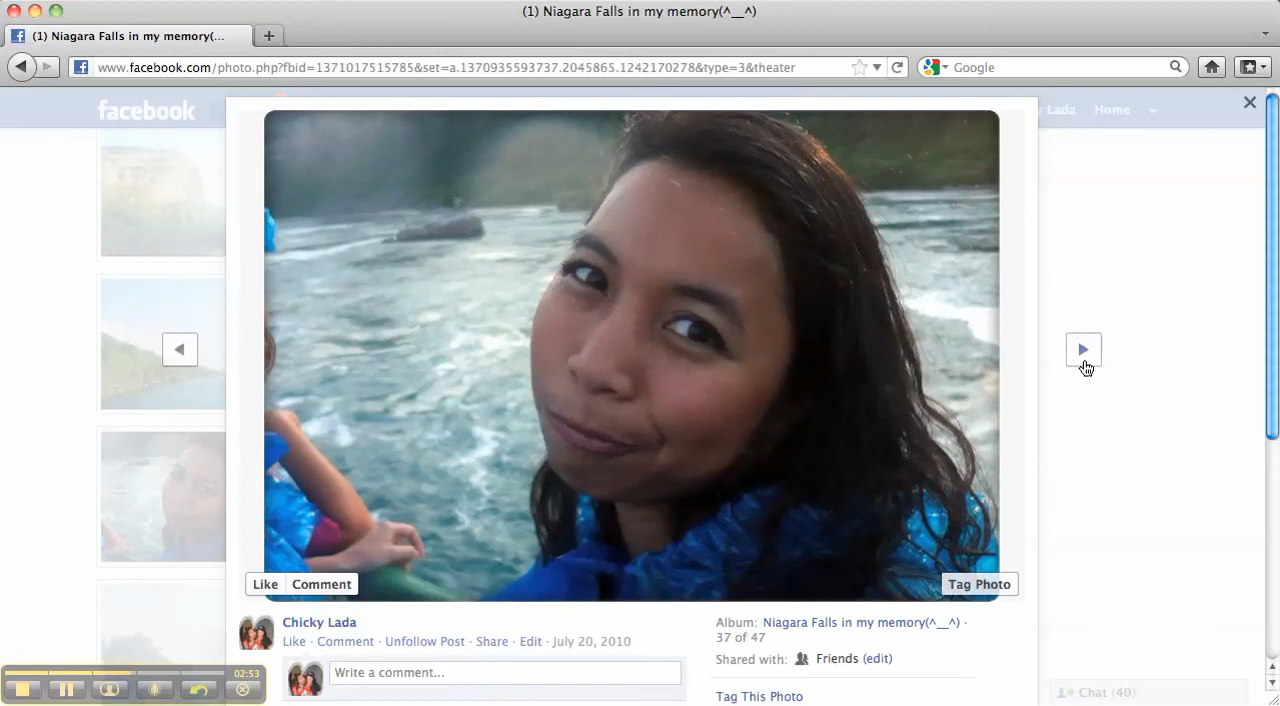 (1) Niagara Falls in my memory(^__^)
(1) Niagara Falls in my memory(...
www.facebook.com/photo.php?fbid=1371017515785&set=a.1370935593737.2045865.1242170278&type=3&theater
Google
facebook
Lada
Home
Like
Comment
Tag Photo
Chicky Lada
Like · Comment · Unfollow Post · Share · Edit · July 20, 2010
Write a comment...
Album: Niagara Falls in my memory(^__^) ·
37 of 47
Shared with: Friends (edit)
Tag This Photo
02:53
Chat (40)